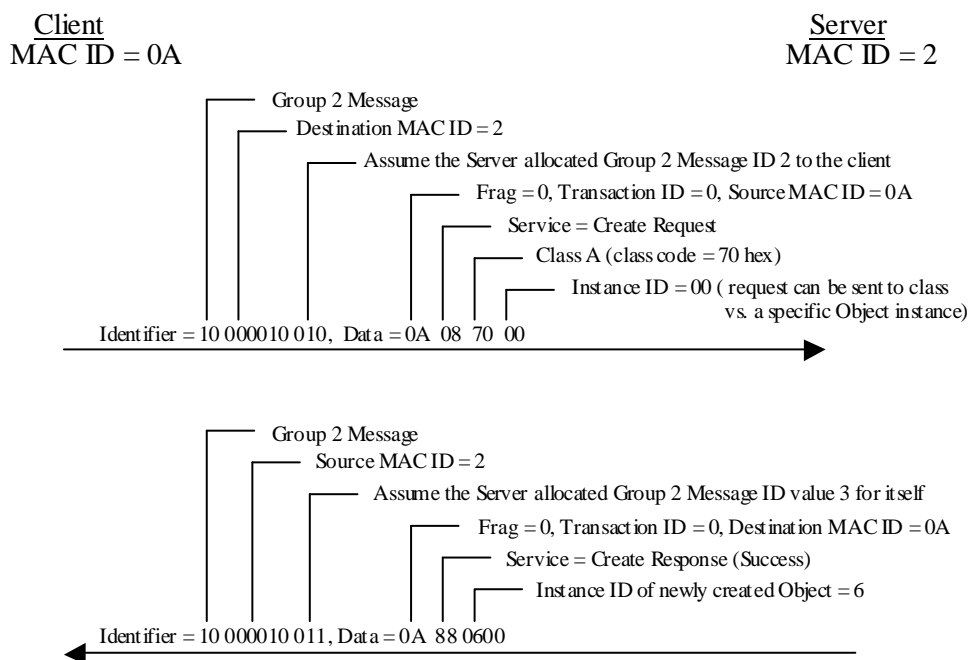 Client
MAC ID = 0A
Server
MAC ID = 2
Group 2 Message
Destination MAC ID = 2
Assume the Server allocated Group 2 Message ID 2 to the client
Frag = 0, Transaction ID = 0, Source MAC ID = 0A
Service = Create Request
Class A (class code = 70 hex)
Instance ID = 00 ( request can be sent to class
vs. a specific Object instance)
Identifier = 10 000010 010, Data = 0A 08 70 00
Group 2 Message
Source MAC ID = 2
Assume the Server allocated Group 2 Message ID value 3 for itself
Frag = 0, Transaction ID = 0, Destination MAC ID = 0A
Service = Create Response (Success)
Instance ID of newly created Object = 6
Identifier = 10 000010 011, Data = 0A 88 0600